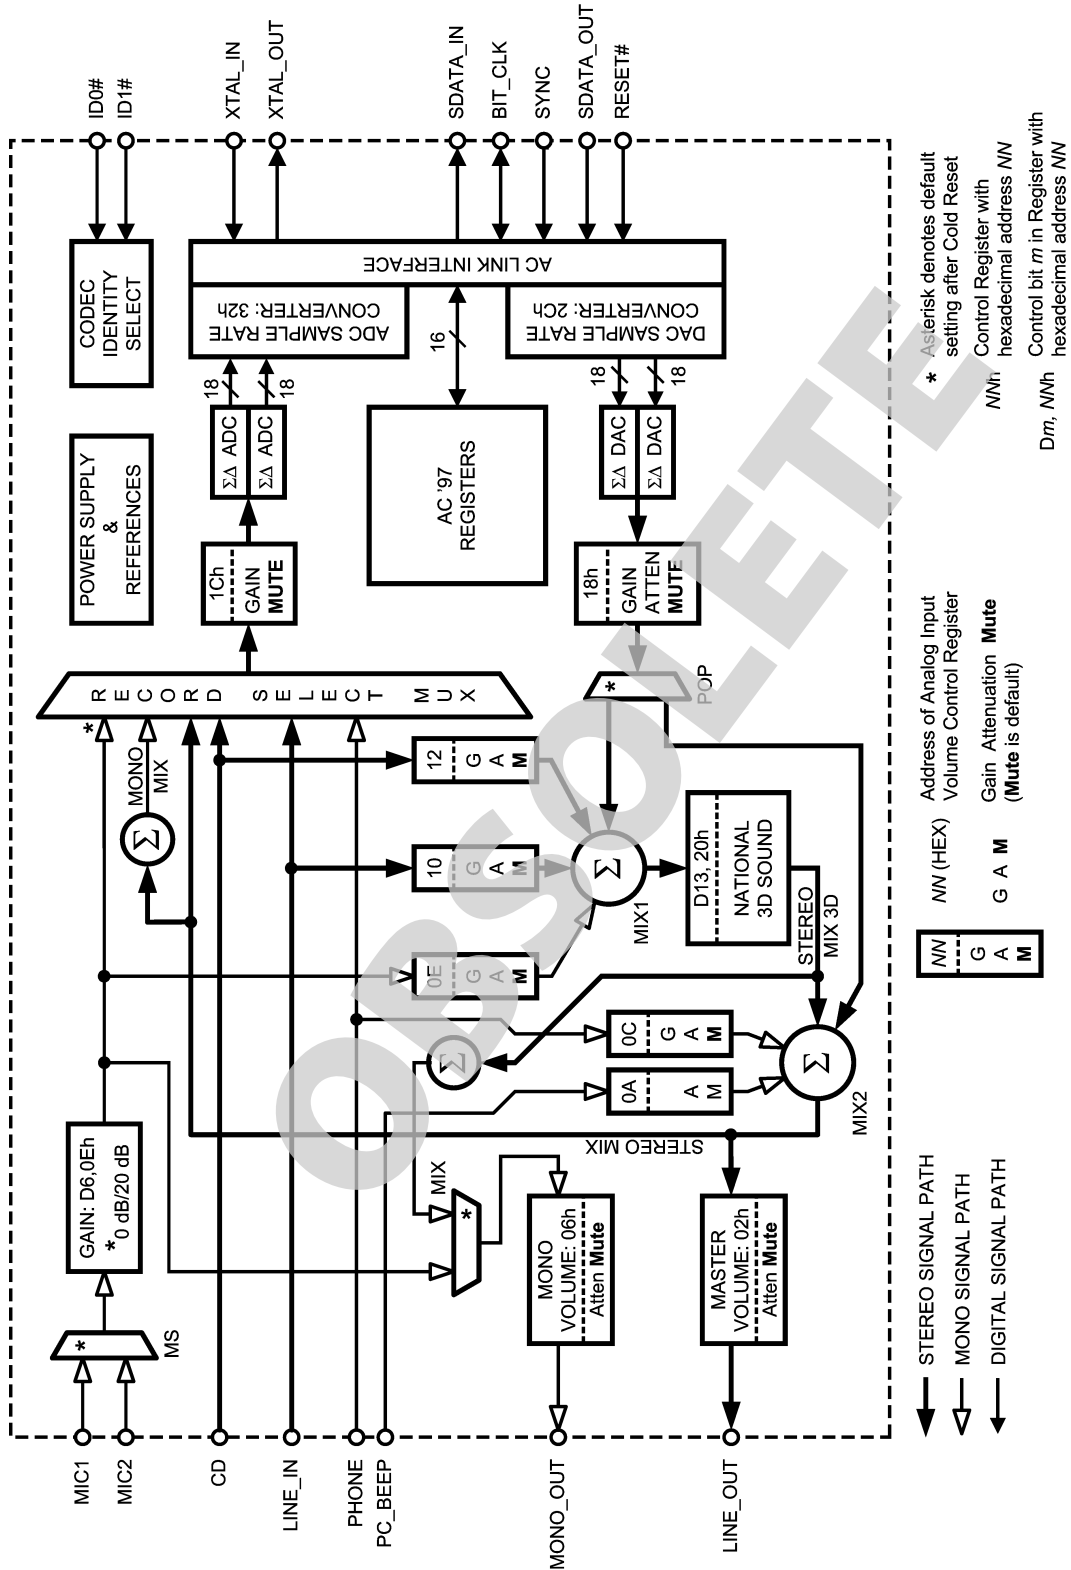 MIC1
MIC2
CD
LINE_IN
PHONE
PC_BEEP
MONO_OUT
LINE_OUT
*
MS
GAIN: D6,0Eh
* 0 dB/20 dB
MIX
*
MONO
VOLUME: 06h
Atten Mute
MASTER
VOLUME: 02h
Atten Mute
STEREO MIX
Σ
0A
A
M
0C
G
A
M
Σ
MIX2
0E
G
A
M
10
G
A
M
12
G
A
M
Σ
MIX1
D13, 20h
NATIONAL
3D SOUND
STEREO
MIX 3D
MONO
MIX
Σ
*
RECORD SELECT MUX
*
POP
1Ch
GAIN
MUTE
18h
GAIN
ATTEN
MUTE
POWER SUPPLY
&
REFERENCES
ΣΔ ADC
ΣΔ ADC
AC '97
REGISTERS
ΣΔ DAC
ΣΔ DAC
18
18
16
18
18
CODEC
IDENTITY
SELECT
ADC SAMPLE RATE
CONVERTER: 32h
DAC SAMPLE RATE
CONVERTER: 2Ch
AC LINK INTERFACE
ID0#
ID1#
XTAL_IN
XTAL_OUT
SDATA_IN
BIT_CLK
SYNC
SDATA_OUT
RESET#
STEREO SIGNAL PATH
MONO SIGNAL PATH
DIGITAL SIGNAL PATH
NN
G
A
M
NN (HEX)
Address of Analog Input
Volume Control Register
G A M
Gain Attenuation Mute
(Mute is default)
* Asterisk denotes default
setting after Cold Reset
NNh
Control Register with
hexadecimal address NN
Dm, NNh
Control bit m in Register with
hexadecimal address NN
OBSOLETE